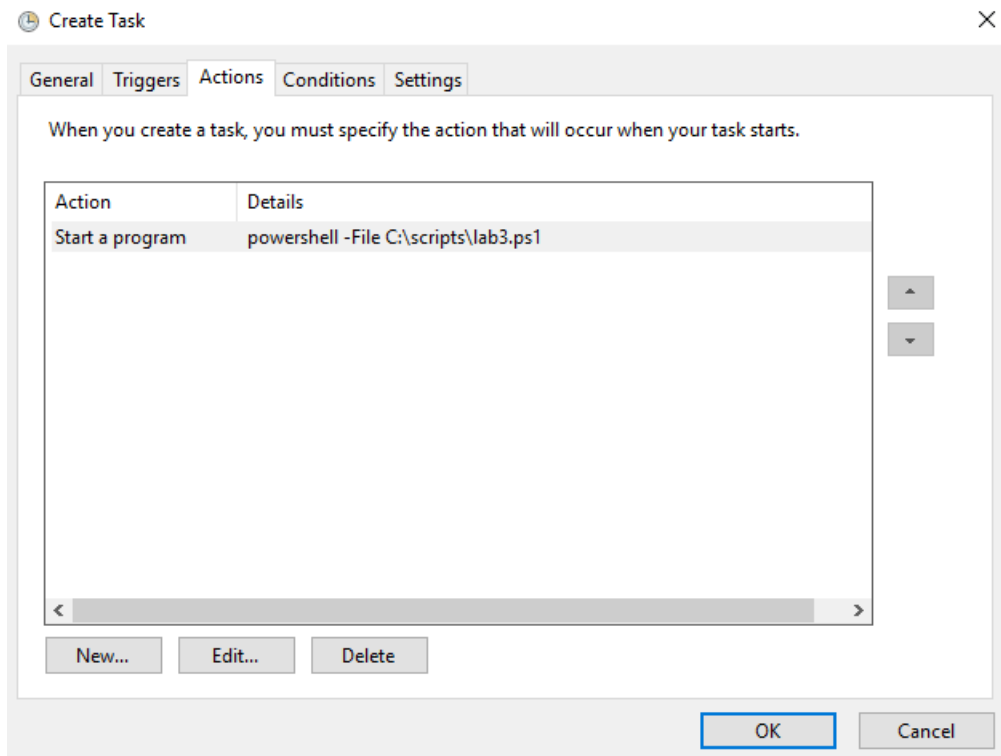 Create Task
General Triggers Actions Conditions Settings
When you create a task, you must specify the action that will occur when your task starts.
Action Details
Start a program powershell -File C:\scripts\lab3.ps1
New... Edit... Delete
OK Cancel